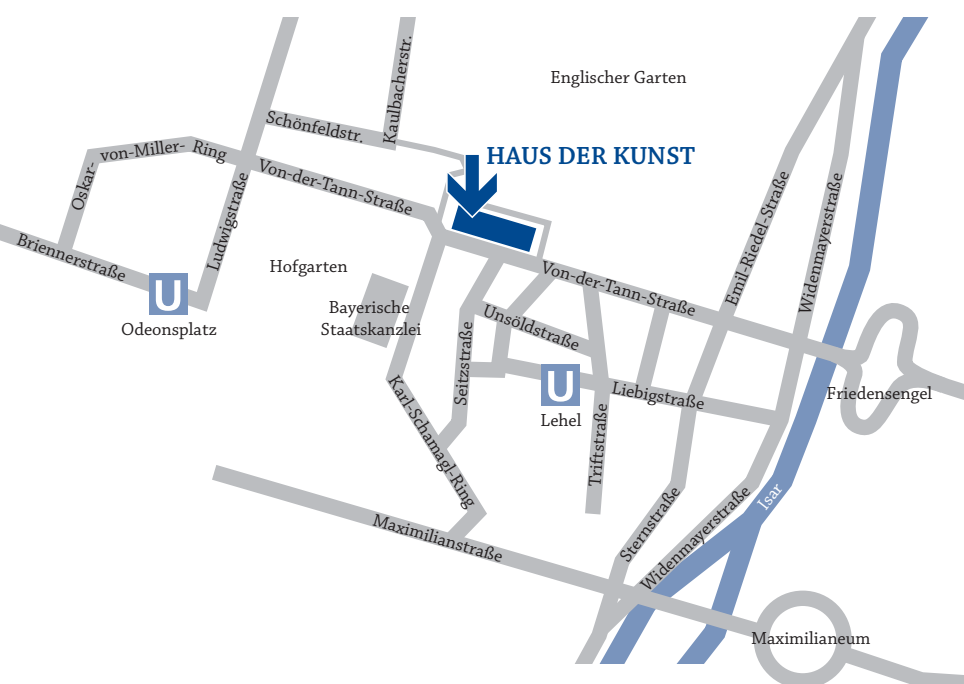 Englischer Garten
Kaulbacherstr.
Schönfeldstr.
HAUS DER KUNST
Oskar-
von-Miller-
Ring
Von-der-Tann-Straße
Ludwigstraße
Briennerstraße
Hofgarten
U
Odeonsplatz
Bayerische
Staatskanzlei
Von-der-Tann-Straße
Emil-Riedel-Straße
Widenmayerstraße
Unsöldstraße
Seitzstraße
U
Lehel
Liebigstraße
Triftstraße
Friedensengel
Karl-Schamagl-Ring
Maximilianstraße
Sternstraße
Widenmayerstraße
Isar
Maximilianeum